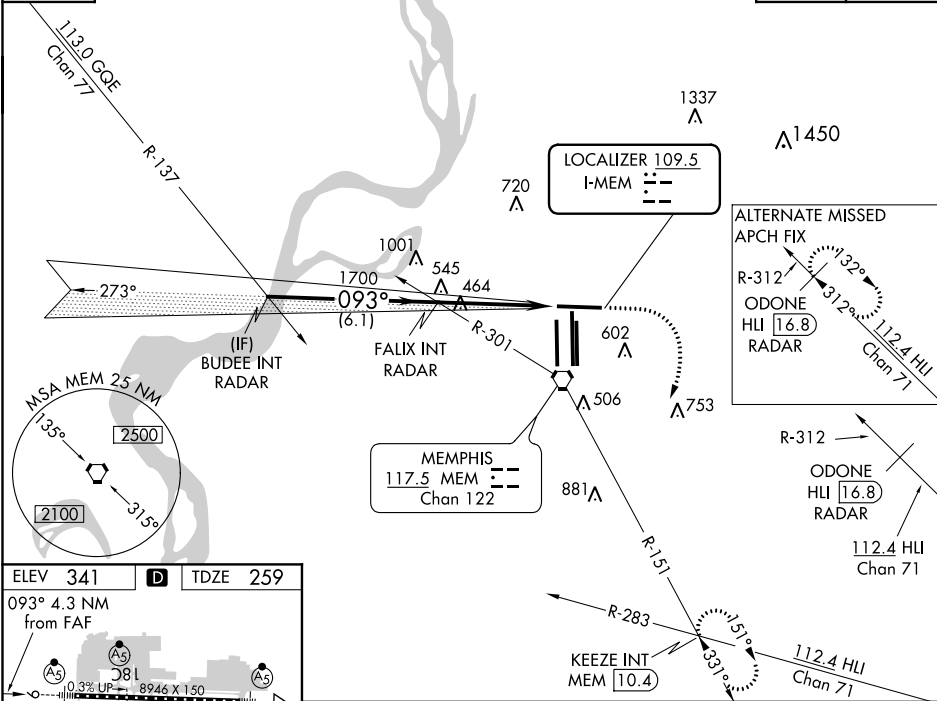 113.0 GQE
Chan 77
R-137
1337
1450
LOCALIZER 109.5
I-MEM
720
ALTERNATE MISSED
APCH FIX
R-312
132°
312°
ODONE
HLI 16.8
RADAR
112.4 HLI
Chan 71
1001
545
464
1700
093°
(6.1)
273°
(IF)
BUDEE INT
RADAR
FALIX INT
RADAR
R-301
602
506
753
MSA MEM 25 NM
135°
2500
2100
315°
MEMPHIS
117.5 MEM
Chan 122
881
R-312
ODONE
HLI 16.8
RADAR
112.4 HLI
Chan 71
R-151
R-283
KEEZE INT
MEM 10.4
151°
331°
112.4 HLI
Chan 71
ELEV 341
D
TDZE 259
093° 4.3 NM
from FAF
A5
A5
A5
18C
0.3% UP
8946 X 150